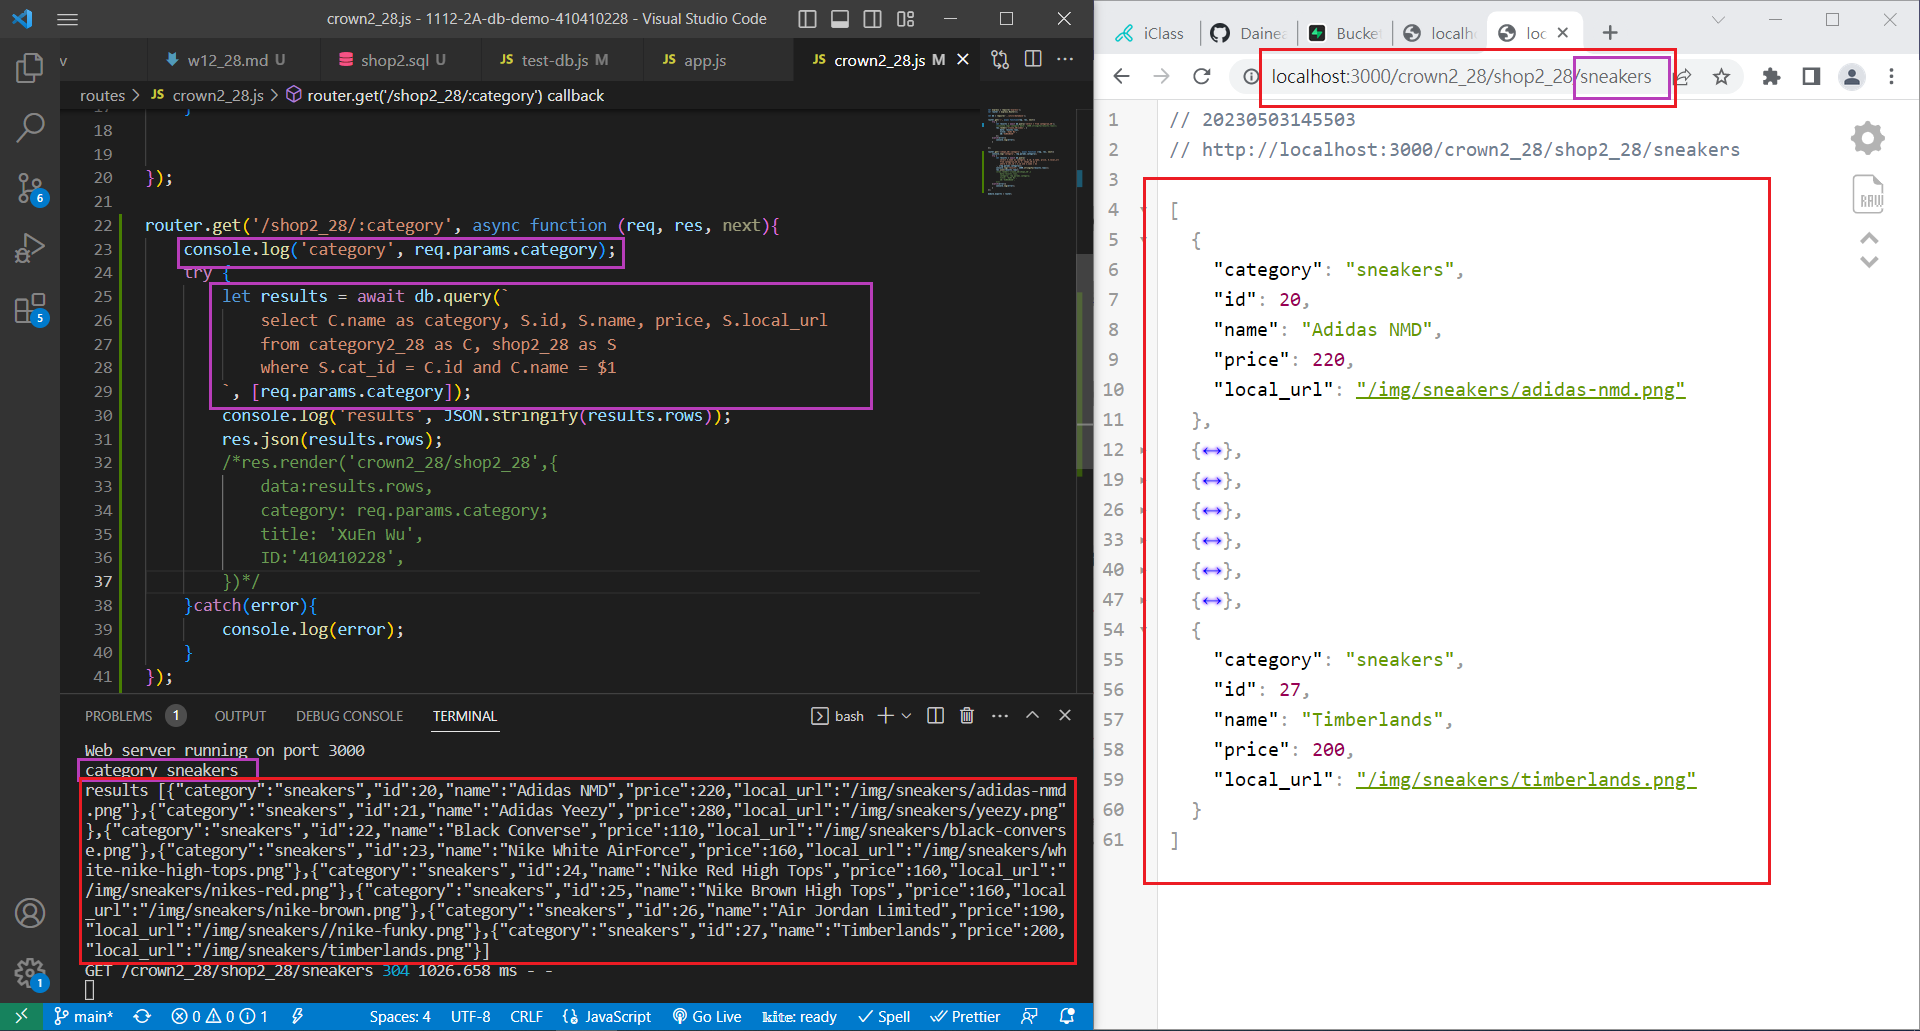 crown2_28.js - 1112-2A-db-demo-410410228 - Visual Studio Code
v
w12_28.md U
shop2.sql U
JS test-db.js M
JS app.js
JS crown2_28.js M
routes > JS crown2_28.js > router.get('/shop2_28/:category') callback
17 }
18
19
20 });
21
22 router.get('/shop2_28/:category', async function (req, res, next){
23 console.log('category', req.params.category);
24 try {
25 let results = await db.query(`
26 select C.name as category, S.id, S.name, price, S.local_url
27 from category2_28 as C, shop2_28 as S
28 where S.cat_id = C.id and C.name = $1
29 `, [req.params.category]);
30 console.log('results', JSON.stringify(results.rows));
31 res.json(results.rows);
32 /*res.render('crown2_28/shop2_28',{
33 data:results.rows,
34 category: req.params.category;
35 title: 'XuEn Wu',
36 ID:'410410228',
37 })*/
38 }catch(error){
39 console.log(error);
40 }
41 });
6
5
1
PROBLEMS 1 OUTPUT DEBUG CONSOLE TERMINAL
bash
Web server running on port 3000
category sneakers
results [{"category":"sneakers","id":20,"name":"Adidas NMD","price":220,"local_url":"/img/sneakers/adidas-nmd
.png"},{"category":"sneakers","id":21,"name":"Adidas Yeezy","price":280,"local_url":"/img/sneakers/yeezy.png"
},{"category":"sneakers","id":22,"name":"Black Converse","price":110,"local_url":"/img/sneakers/black-convers
e.png"},{"category":"sneakers","id":23,"name":"Nike White AirForce","price":160,"local_url":"/img/sneakers/wh
ite-nike-high-tops.png"},{"category":"sneakers","id":24,"name":"Nike Red High Tops","price":160,"local_url":"
/img/sneakers/nikes-red.png"},{"category":"sneakers","id":25,"name":"Nike Brown High Tops","price":160,"local
_url":"/img/sneakers/nike-brown.png"},{"category":"sneakers","id":26,"name":"Air Jordan Limited","price":190,
"local_url":"/img/sneakers//nike-funky.png"},{"category":"sneakers","id":27,"name":"Timberlands","price":200,
"local_url":"/img/sneakers/timberlands.png"}]
GET /crown2_28/shop2_28/sneakers 304 1026.658 ms - -
main* 0 0 1 Spaces: 4 UTF-8 CRLF {} JavaScript Go Live kite: ready Spell Prettier
iClass
Dainea
Bucket
localh
loc
localhost:3000/crown2_28/shop2_28/sneakers
1 // 20230503145503
2 // http://localhost:3000/crown2_28/shop2_28/sneakers
3
4 [
5 {
6 "category": "sneakers",
7 "id": 20,
8 "name": "Adidas NMD",
9 "price": 220,
10 "local_url": "/img/sneakers/adidas-nmd.png"
11 },
12 {↔},
19 {↔},
26 {↔},
33 {↔},
40 {↔},
47 {↔},
54 {
55 "category": "sneakers",
56 "id": 27,
57 "name": "Timberlands",
58 "price": 200,
59 "local_url": "/img/sneakers/timberlands.png"
60 }
61 ]
RAW